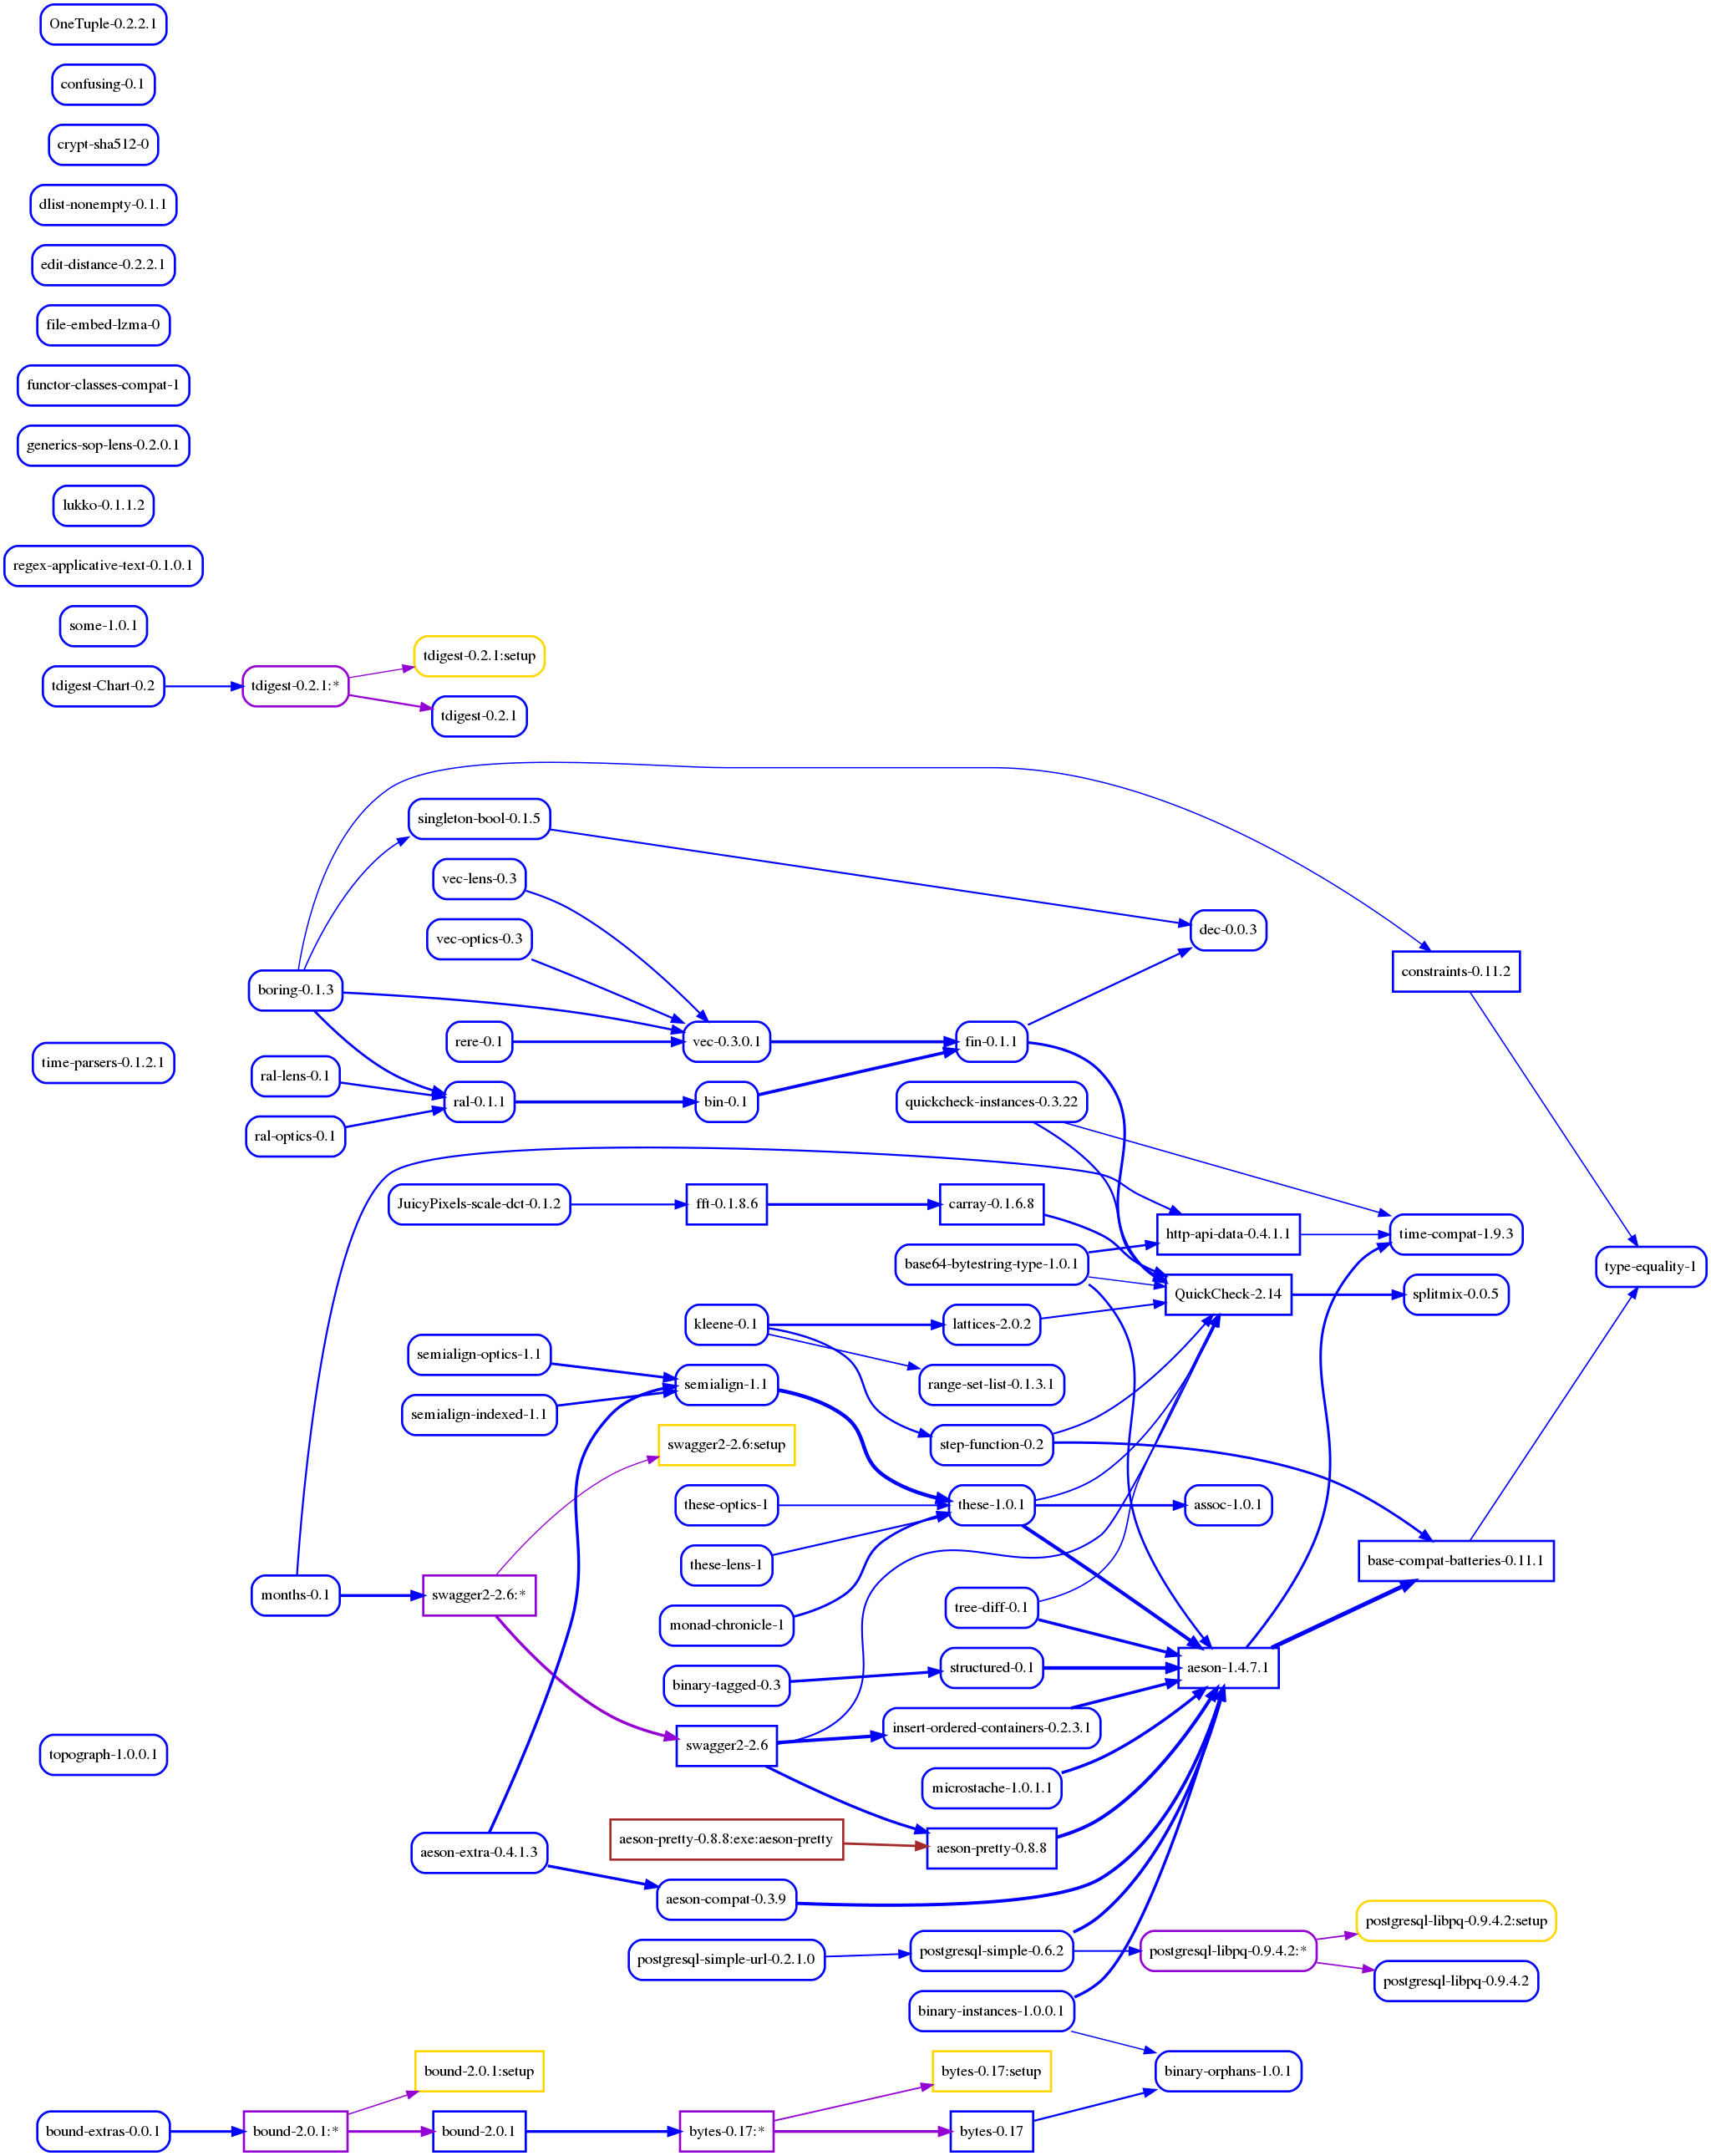 OneTuple-0.2.2.1
confusing-0.1
crypt-sha512-0
dlist-nonempty-0.1.1
edit-distance-0.2.2.1
file-embed-lzma-0
functor-classes-compat-1
generics-sop-lens-0.2.0.1
lukko-0.1.1.2
regex-applicative-text-0.1.0.1
some-1.0.1
tdigest-0.2.1:setup
tdigest-Chart-0.2
tdigest-0.2.1:*
tdigest-0.2.1
singleton-bool-0.1.5
vec-lens-0.3
vec-optics-0.3
dec-0.0.3
constraints-0.11.2
boring-0.1.3
rere-0.1
vec-0.3.0.1
fin-0.1.1
time-parsers-0.1.2.1
ral-lens-0.1
ral-0.1.1
bin-0.1
quickcheck-instances-0.3.22
ral-optics-0.1
JuicyPixels-scale-dct-0.1.2
fft-0.1.8.6
carray-0.1.6.8
http-api-data-0.4.1.1
time-compat-1.9.3
base64-bytestring-type-1.0.1
type-equality-1
QuickCheck-2.14
splitmix-0.0.5
kleene-0.1
lattices-2.0.2
semialign-optics-1.1
semialign-1.1
range-set-list-0.1.3.1
semialign-indexed-1.1
swagger2-2.6:setup
step-function-0.2
these-optics-1
these-1.0.1
assoc-1.0.1
these-lens-1
base-compat-batteries-0.11.1
months-0.1
swagger2-2.6:*
monad-chronicle-1
tree-diff-0.1
binary-tagged-0.3
structured-0.1
aeson-1.4.7.1
topograph-1.0.0.1
swagger2-2.6
insert-ordered-containers-0.2.3.1
microstache-1.0.1.1
aeson-pretty-0.8.8:exe:aeson-pretty
aeson-pretty-0.8.8
aeson-extra-0.4.1.3
aeson-compat-0.3.9
postgresql-libpq-0.9.4.2:setup
postgresql-simple-url-0.2.1.0
postgresql-simple-0.6.2
postgresql-libpq-0.9.4.2:*
postgresql-libpq-0.9.4.2
binary-instances-1.0.0.1
bound-2.0.1:setup
bytes-0.17:setup
binary-orphans-1.0.1
bound-extras-0.0.1
bound-2.0.1:*
bound-2.0.1
bytes-0.17:*
bytes-0.17